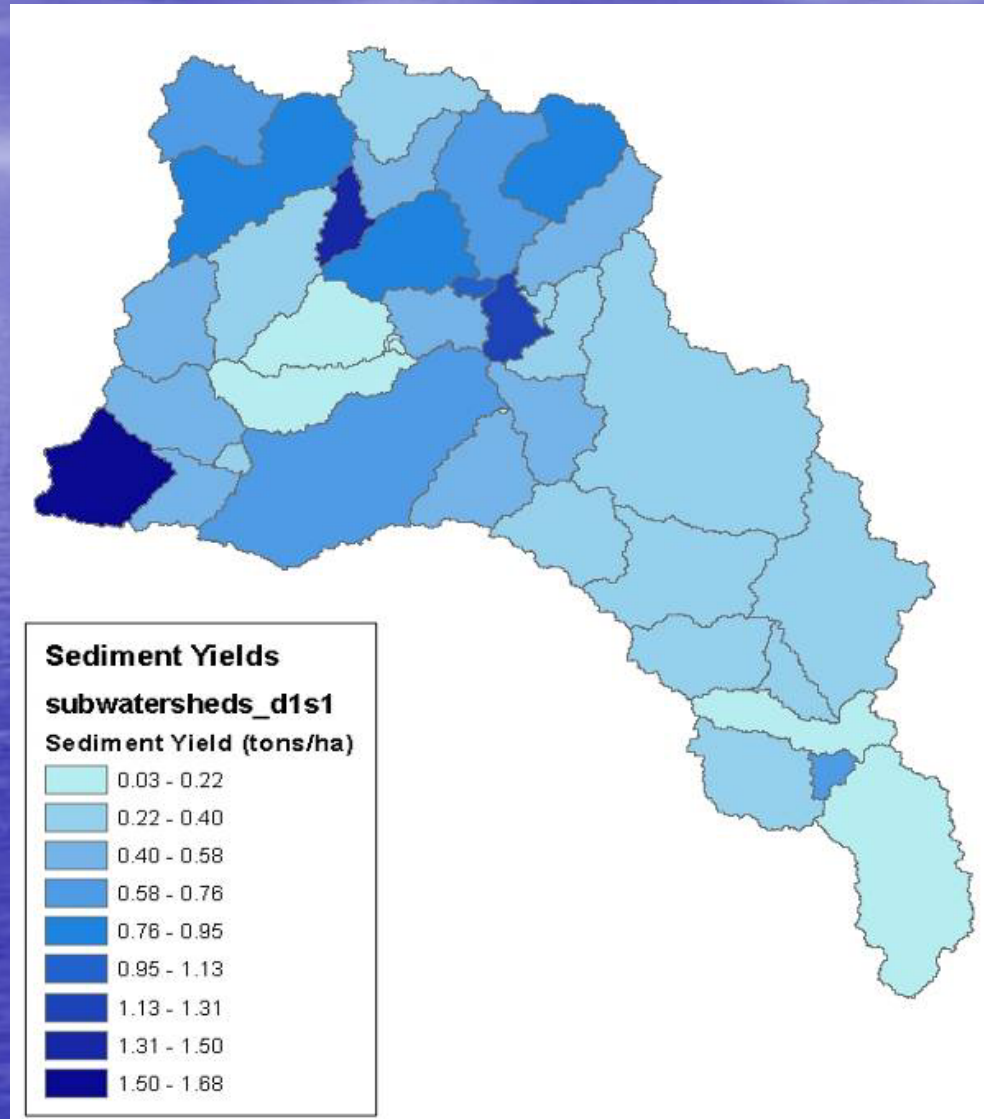 Sediment Yields
subwatersheds_d1s1
Sediment Yield (tons/ha)
0.03 - 0.22
0.22 - 0.40
0.40 - 0.58
0.58 - 0.76
0.76 - 0.95
0.95 - 1.13
1.13 - 1.31
1.31 - 1.50
1.50 - 1.68